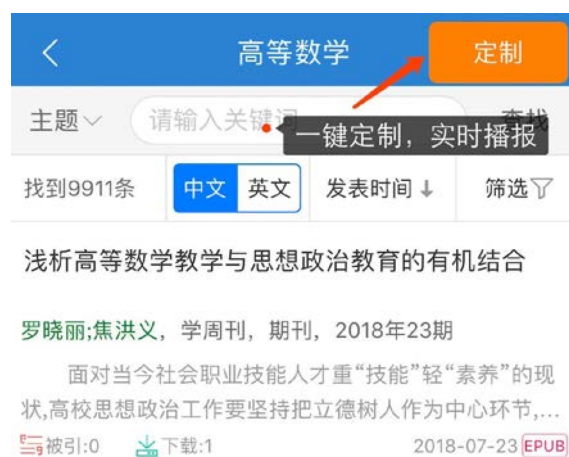 高等数学 定制
主题 请输入关键词 查找
一键定制，实时播报
找到9911条 中文 英文 发表时间↓ 筛选
浅析高等数学教学与思想政治教育的有机结合
罗晓丽;焦洪义，学周刊，期刊，2018年23期
面对当今社会职业技能人才重“技能”轻“素养”的现
状,高校思想政治工作要坚持把立德树人作为中心环节,...
被引:0 下载:1 2018-07-23 EPUB